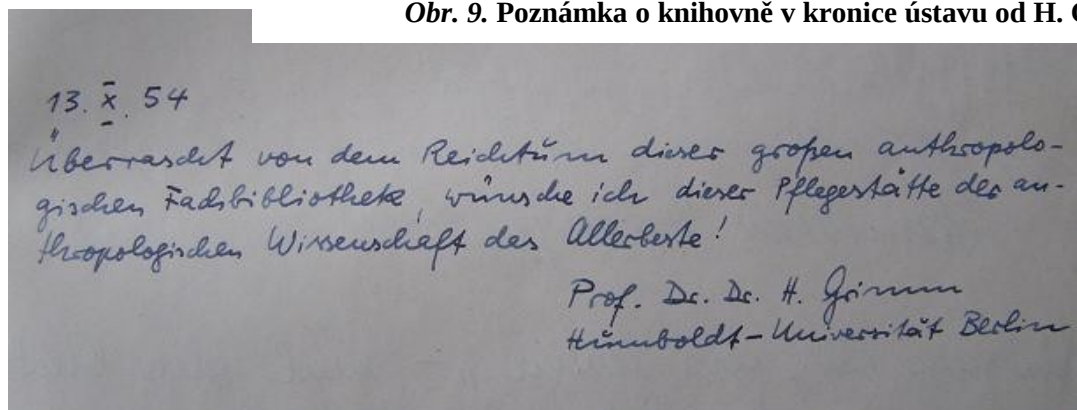 Obr. 9. Poznámka o knihovně v kronice ústavu od H.
13. X. 54
Überrascht von dem Reichtum dieser großen anthropolo-
gischen Fachbibliothek, wünsche ich dieser Pflegestätte der an-
thropologischen Wissenschaft das Allerbeste!
Prof. Dr. Dr. H. Grimm
Humboldt-Universität Berlin